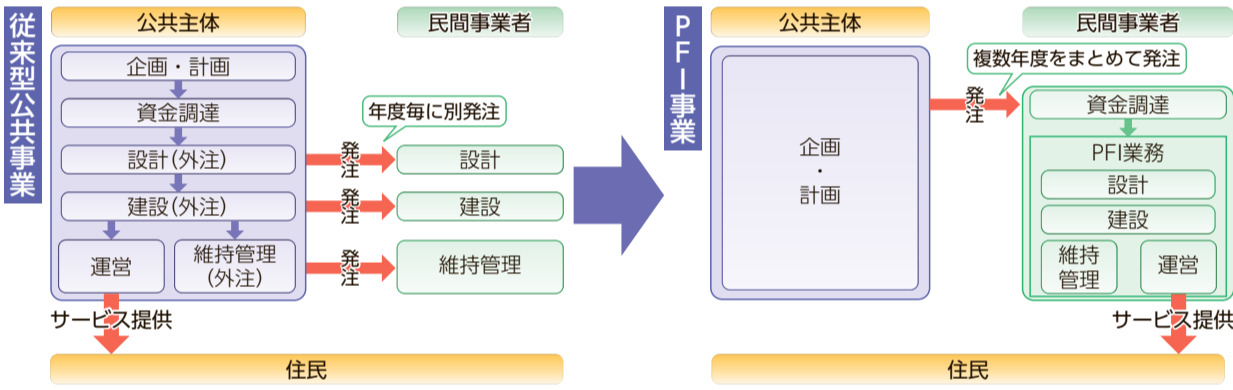 従来型公共事業
公共主体
民間事業者
企画・計画
資金調達
年度毎に別発注
設計(外注)
発注
設計
建設(外注)
発注
建設
運営
維持管理
(外注)
発注
維持管理
サービス提供
住民
PFI事業
公共主体
民間事業者
複数年度をまとめて発注
発注
資金調達
企画
・
計画
PFI業務
設計
建設
維持
管理
運営
サービス提供
住民